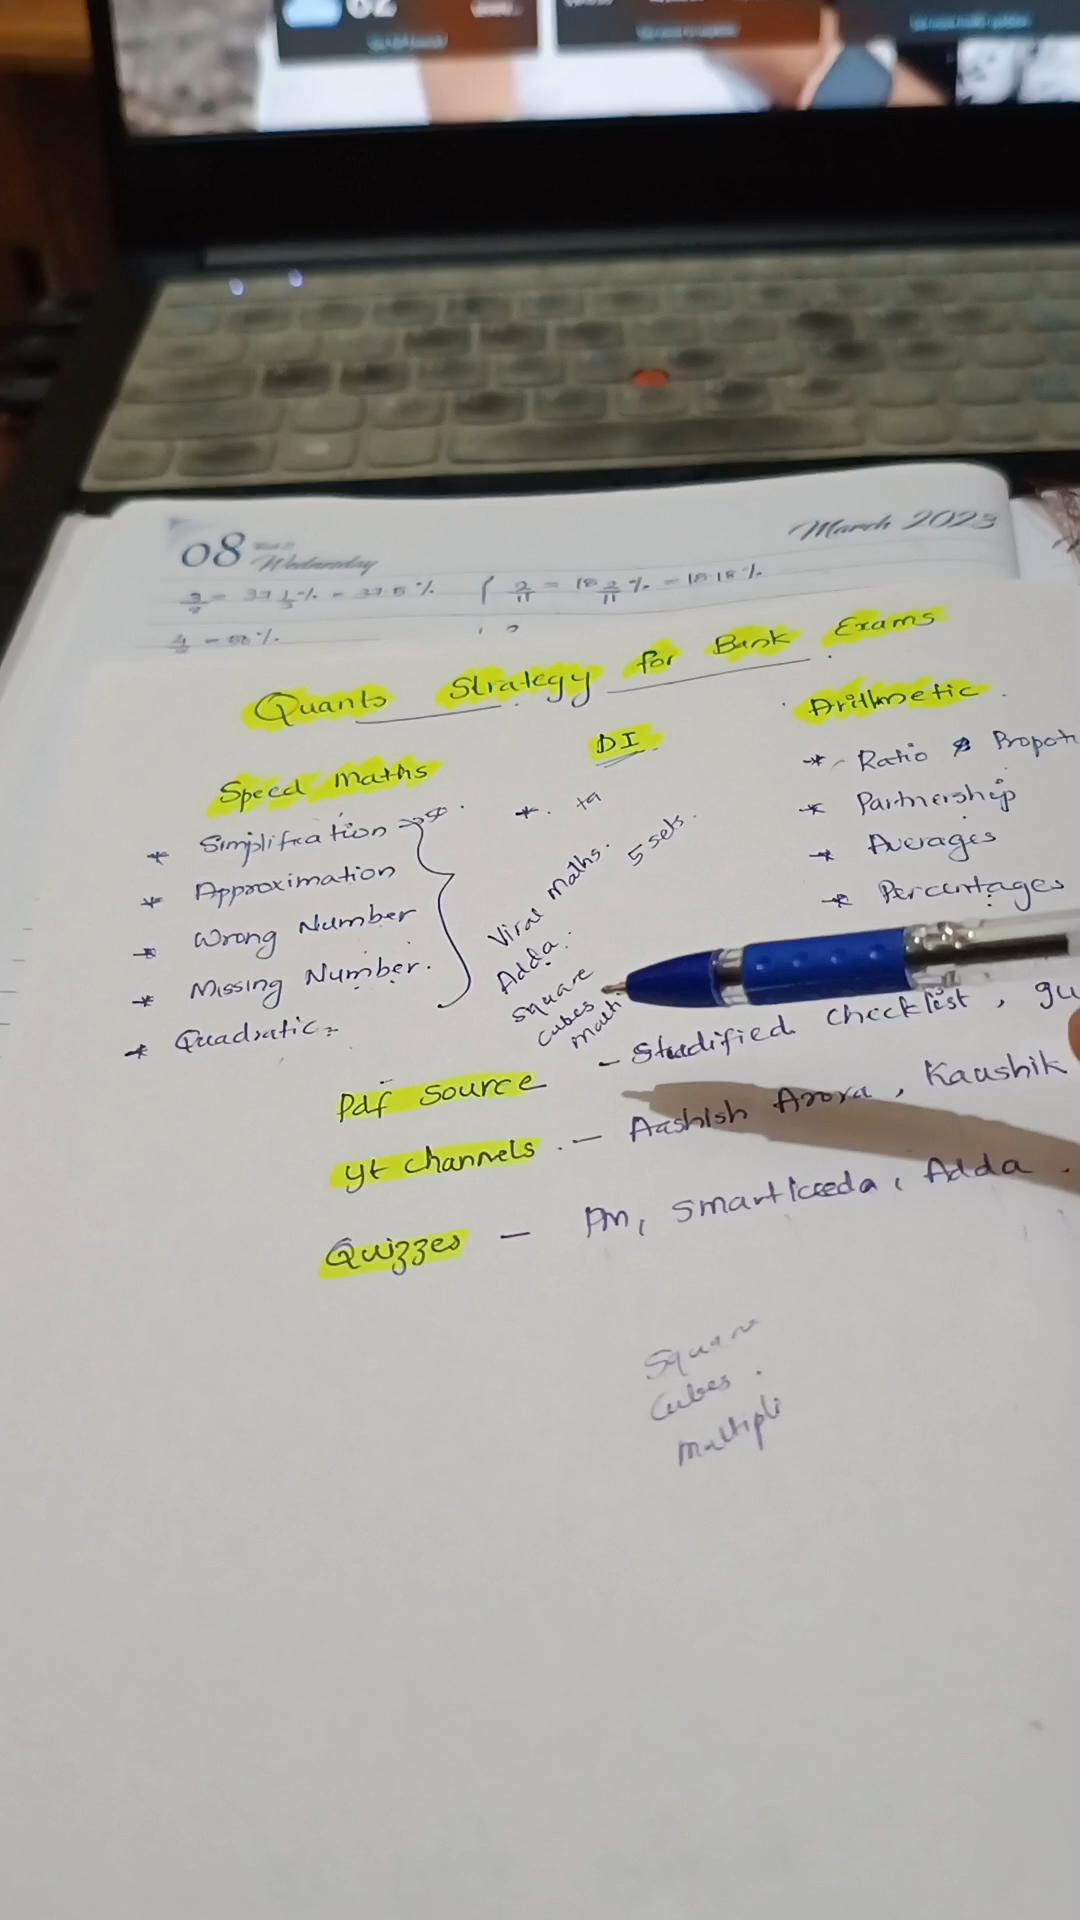 08 Wednesday
March 2023
Quants Strategy for Bank Exams
Speed Maths
* Simplification
* Approximation
* Wrong Number
* Missing Number.
* Quadratic
DI
*.
Viral Maths.
5 sets.
Adda.
Square
Cubes
Arithmetic
* Ratio &
* Partnership
* Averages
* Percentages
Pdf Source - Studified Checklist,
yt channels. - Aashish Arora, Kaushik
Quizzes - PM, Smartkeeda, Adda.
Square
Cubes.
Multipli